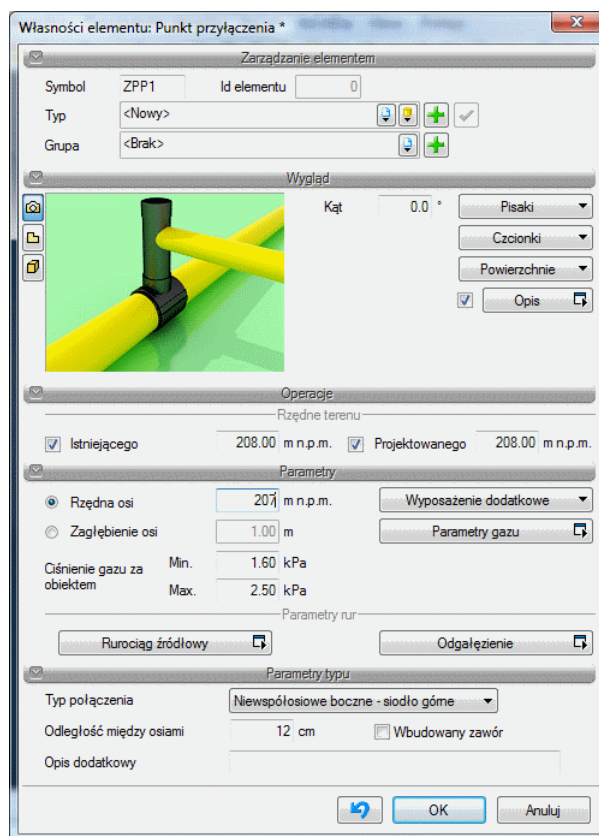 Własności elementu: Punkt przyłączenia *
Zarządzanie elementem
Symbol ZPP1 Id elementu 0
Typ <Nowy>
Grupa <Brak>
Wygląd
Kąt 0.0 ° Pisaki
Czcionki
Powierzchnie
Opis
Operacje
Rzędne terenu
Istniejącego 208.00 m n.p.m. Projektowanego 208.00 m n.p.m.
Parametry
Rzędna osi 207 m n.p.m. Wyposażenie dodatkowe
Zagłębienie osi 1.00 m Parametry gazu
Ciśnienie gazu za obiektem Min. 1.60 kPa
Max. 2.50 kPa
Parametry rur
Rurociąg źródłowy Odgałęzienie
Parametry typu
Typ połączenia Niewspółosiowe boczne - siodło górne
Odległość między osiami 12 cm Wbudowany zawór
Opis dodatkowy
OK Anuluj